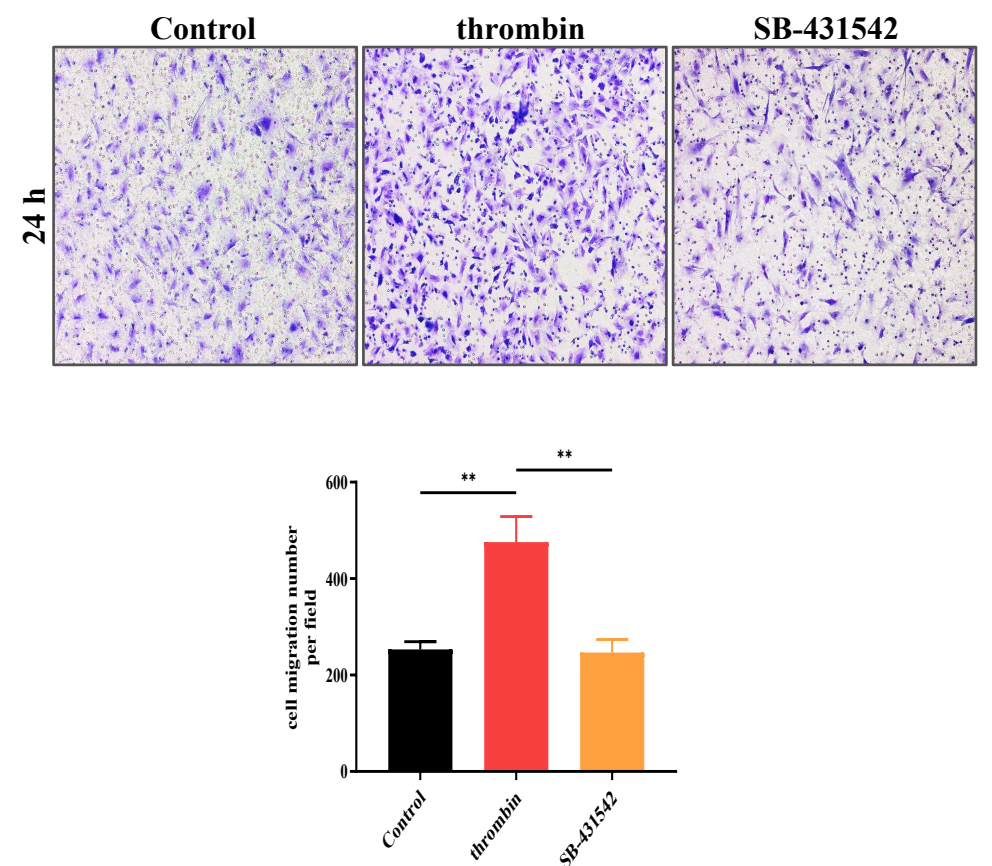 Control
thrombin
SB-431542
24 h
**
**
600
400
200
0
cell migration number
per field
Control
thrombin
SB-431542